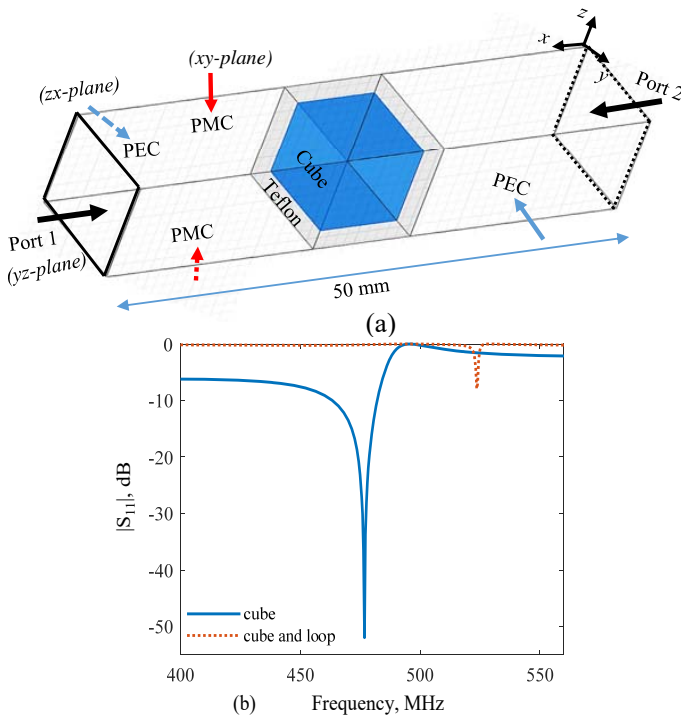 z
x
y
(xy-plane)
(zx-plane)
Port 2
PMC
PEC
Cube
Teflon
PEC
PMC
Port 1
(yz-plane)
50 mm
(a)
0
-10
-20
-30
-40
-50
|S11|, dB
cube
cube and loop
400
450
500
550
(b) Frequency, MHz